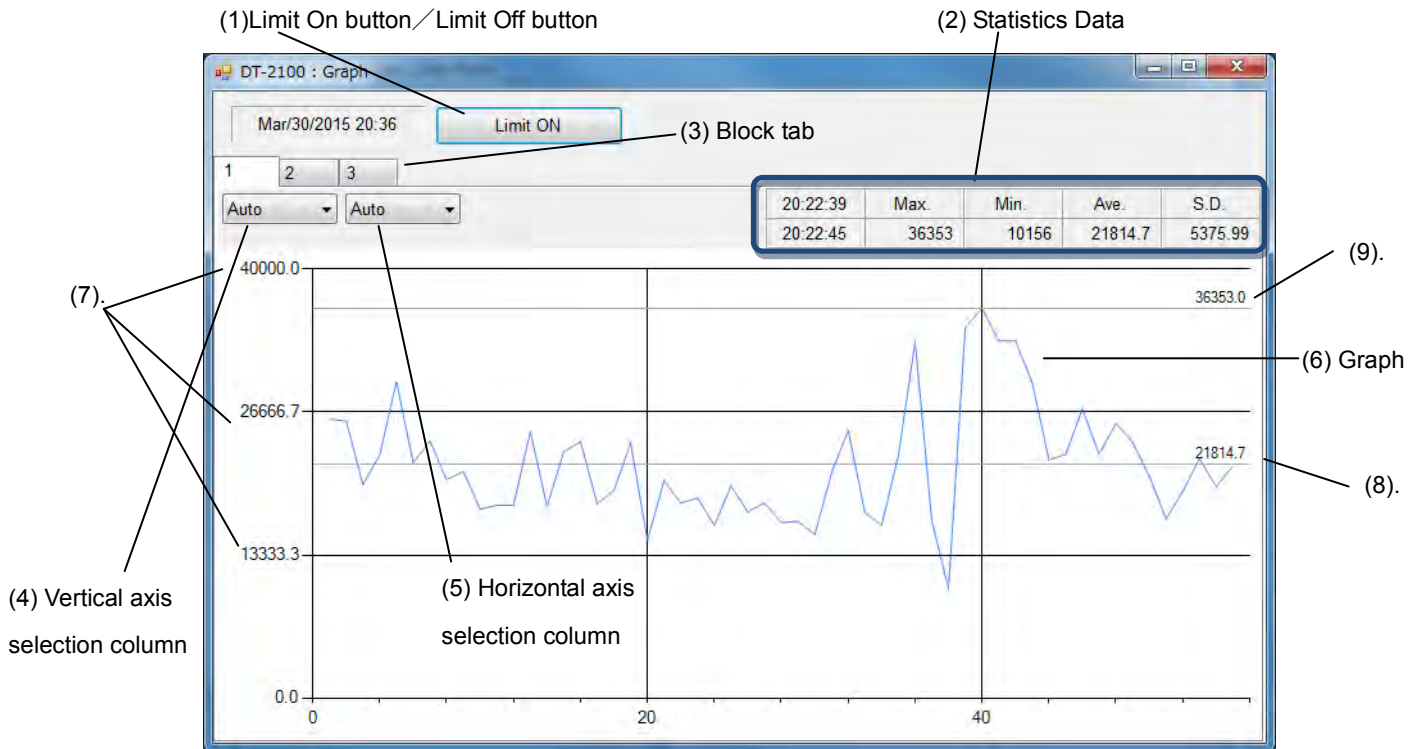 (1)Limit On button／Limit Off button
(2) Statistics Data
DT-2100 : Graph
Mar/30/2015 20:36
Limit ON
(3) Block tab
1 2 3
Auto Auto
20:22:39 Max. Min. Ave. S.D.
20:22:45 36353 10156 21814.7 5375.99
(9).
40000.0
(7).
36353.0
(6) Graph
26666.7
21814.7
(8).
13333.3
(4) Vertical axis
selection column
(5) Horizontal axis
selection column
0.0
0 20 40